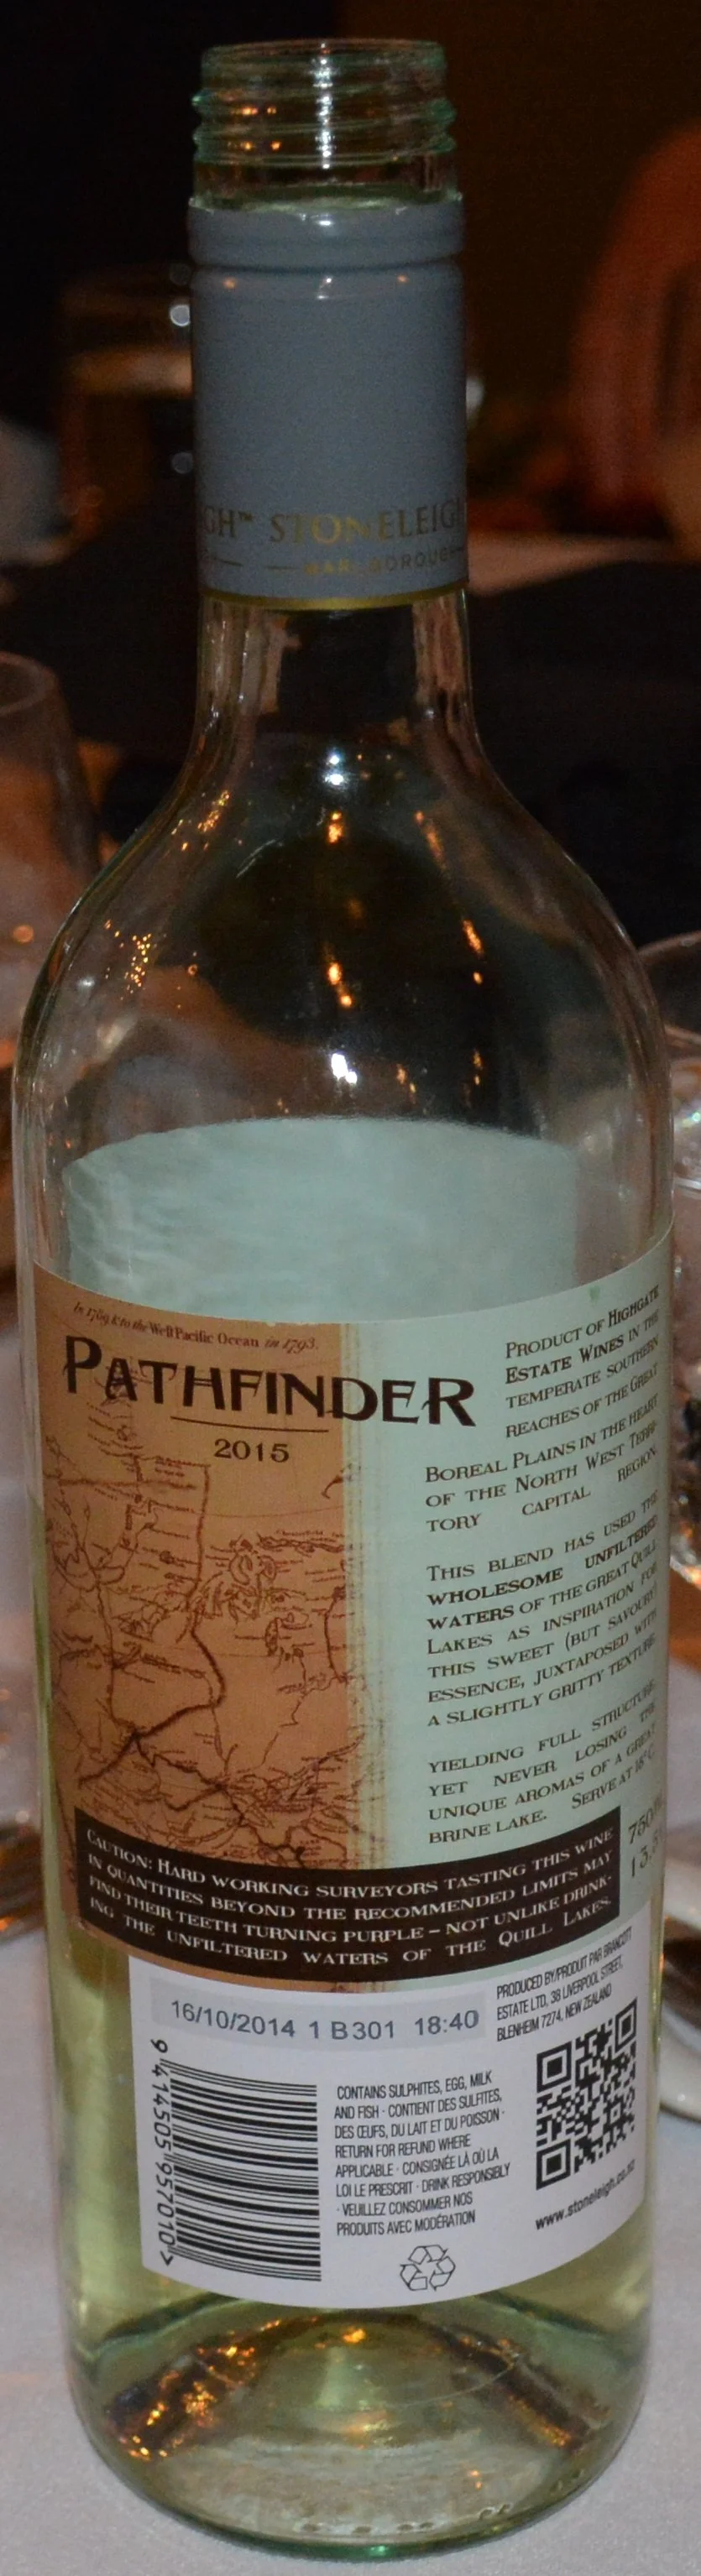 GH™ STONELEIGH
MARLBOROUGH
In 1789 & to the Well Pacific Ocean in 1793.
PATHFINDER
2015
PRODUCT OF HIGHGATE
ESTATE WINES IN THE
TEMPERATE SOUTHERN
REACHES OF THE GREAT
BOREAL PLAINS IN THE HEART
OF THE NORTH WEST TERRI-
TORY CAPITAL REGION.
THIS BLEND HAS USED THE
WHOLESOME UNFILTERED
WATERS OF THE GREAT QUILL
LAKES AS INSPIRATION FOR
THIS SWEET (BUT SAVOURY)
ESSENCE, JUXTAPOSED WITH
A SLIGHTLY GRITTY TEXTURE.
YIELDING FULL STRUCTURE
YET NEVER LOSING THE
UNIQUE AROMAS OF A GREAT
BRINE LAKE. SERVE AT 18° C.
CAUTION: HARD WORKING SURVEYORS TASTING THIS WINE
IN QUANTITIES BEYOND THE RECOMMENDED LIMITS MAY
FIND THEIR TEETH TURNING PURPLE – NOT UNLIKE DRINK-
ING THE UNFILTERED WATERS OF THE QUILL LAKES.
16/10/2014 1 B301 18:40
PRODUCED BY/PRODUIT PAR BRANCOTT
ESTATE LTD, 38 LIVERPOOL STREET,
BLENHEIM 7274, NEW ZEALAND
9 414505 957010 >
CONTAINS SULPHITES, EGG, MILK
AND FISH · CONTIENT DES SULFITES,
DES ŒUFS, DU LAIT ET DU POISSON ·
RETURN FOR REFUND WHERE
APPLICABLE · CONSIGNÉE LÀ OÙ LA
LOI LE PRESCRIT · DRINK RESPONSIBLY
· VEUILLEZ CONSOMMER NOS
PRODUITS AVEC MODÉRATION
www.stoneleigh.co.nz